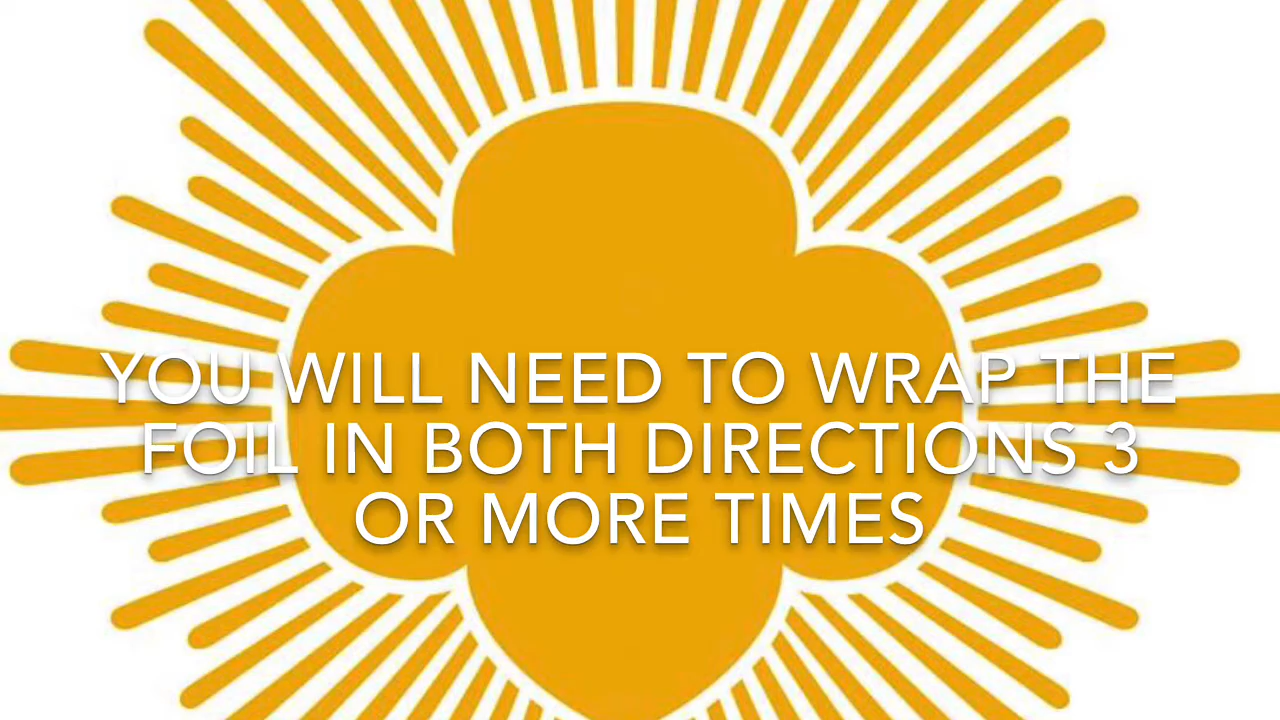 YOU WILL NEED TO WRAP THE
FOIL IN BOTH DIRECTIONS 3
OR MORE TIMES